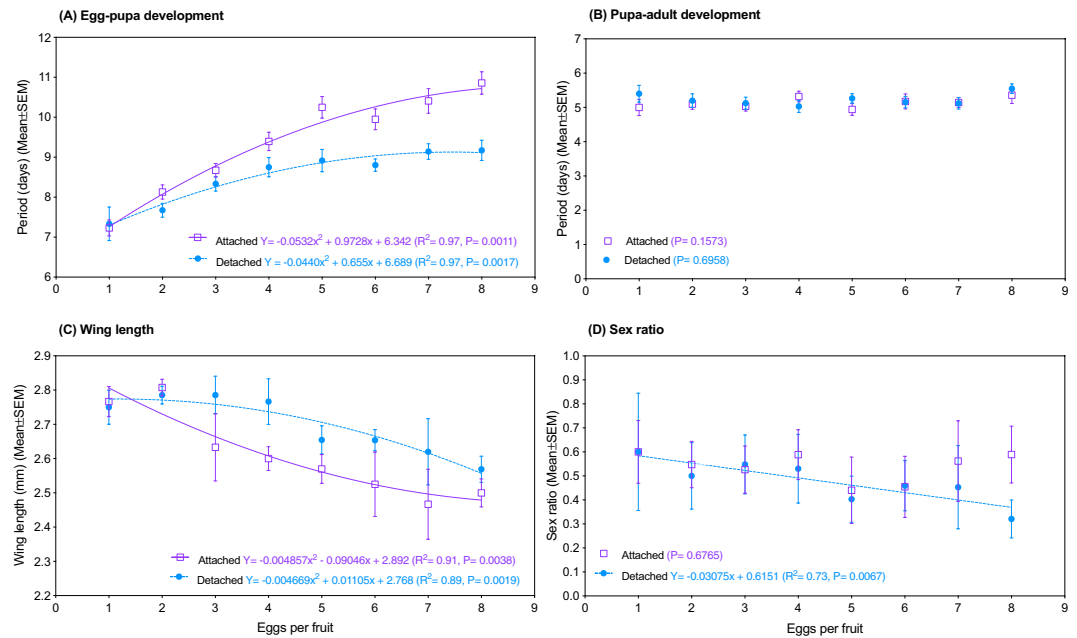 (A) Egg-pupa development
Period (days) (Mean±SEM)
12
11
10
9
8
7
6
0 1 2 3 4 5 6 7 8 9
Attached Y= -0.0532x² + 0.9728x + 6.342 (R²= 0.97, P= 0.0011)
Detached Y = -0.0440x² + 0.655x + 6.689 (R²= 0.97, P= 0.0017)
(B) Pupa-adult development
Period (days) (Mean±SEM)
7
6
5
4
3
2
1
0
0 1 2 3 4 5 6 7 8 9
Attached (P= 0.1573)
Detached (P= 0.6958)
(C) Wing length
Wing length (mm) (Mean±SEM)
2.9
2.8
2.7
2.6
2.5
2.4
2.3
2.2
0 1 2 3 4 5 6 7 8 9
Attached Y= -0.004857x² - 0.09046x + 2.892 (R²= 0.91, P= 0.0038)
Detached Y= -0.004669x² + 0.01105x + 2.768 (R²= 0.89, P= 0.0019)
Eggs per fruit
(D) Sex ratio
Sex ratio (Mean±SEM)
1.0
0.9
0.8
0.7
0.6
0.5
0.4
0.3
0.2
0.1
0.0
0 1 2 3 4 5 6 7 8 9
Attached (P= 0.6765)
Detached Y= -0.03075x + 0.6151 (R²= 0.73, P= 0.0067)
Eggs per fruit